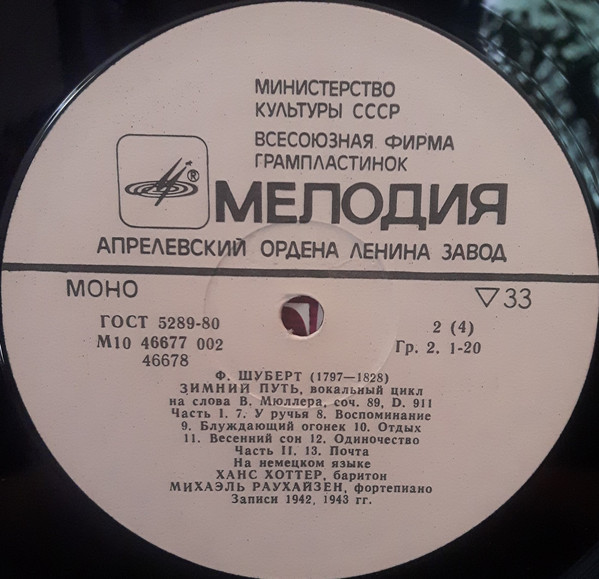 МИНИСТЕРСТВО
КУЛЬТУРЫ СССР
ВСЕСОЮЗНАЯ ФИРМА
ГРАМПЛАСТИНОК
®
МЕЛОДИЯ
АПРЕЛЕВСКИЙ ОРДЕНА ЛЕНИНА ЗАВОД
МОНО
▽33
ГОСТ 5289-80
М10 46677 002
46678
2 (4)
Гр. 2. 1-20
Ф. ШУБЕРТ (1797—1828)
ЗИМНИЙ ПУТЬ, вокальный цикл
на слова В. Мюллера, соч. 89, D. 911
Часть 1. 7. У ручья 8. Воспоминание
9. Блуждающий огонек 10. Отдых
11. Весенний сон 12. Одиночество
Часть II. 13. Почта
На немецком языке
ХАНС ХОТТЕР, баритон
МИХАЭЛЬ РАУХАЙЗЕН, фортепиано
Записи 1942, 1943 гг.